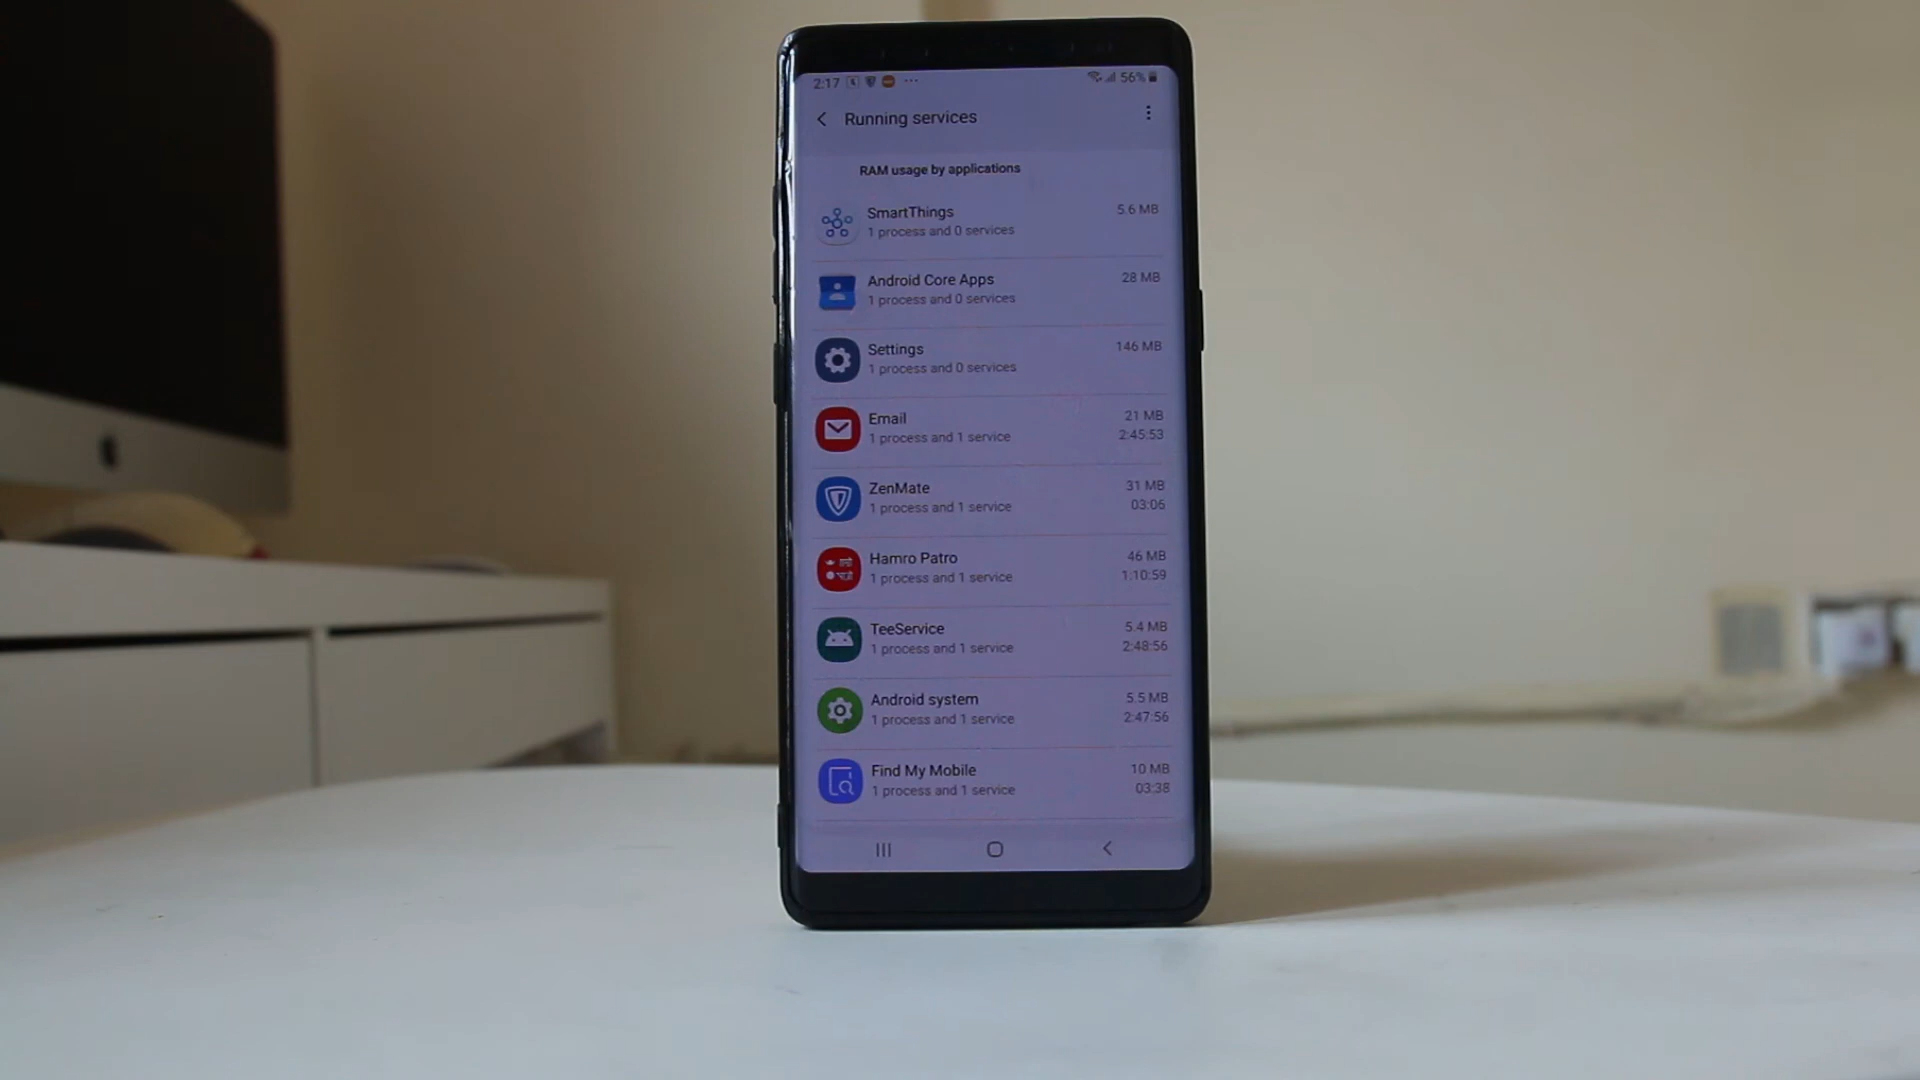 2:17 56%
Running services
RAM usage by applications
SmartThings 5.6 MB
1 process and 0 services
Android Core Apps 28 MB
1 process and 0 services
Settings 146 MB
1 process and 0 services
Email 21 MB
1 process and 1 service 2:45:53
ZenMate 31 MB
1 process and 1 service 03:06
Hamro Patro 46 MB
1 process and 1 service 1:10:59
TeeService 5.4 MB
1 process and 1 service 2:48:56
Android system 5.5 MB
1 process and 1 service 2:47:56
Find My Mobile 10 MB
1 process and 1 service 03:38